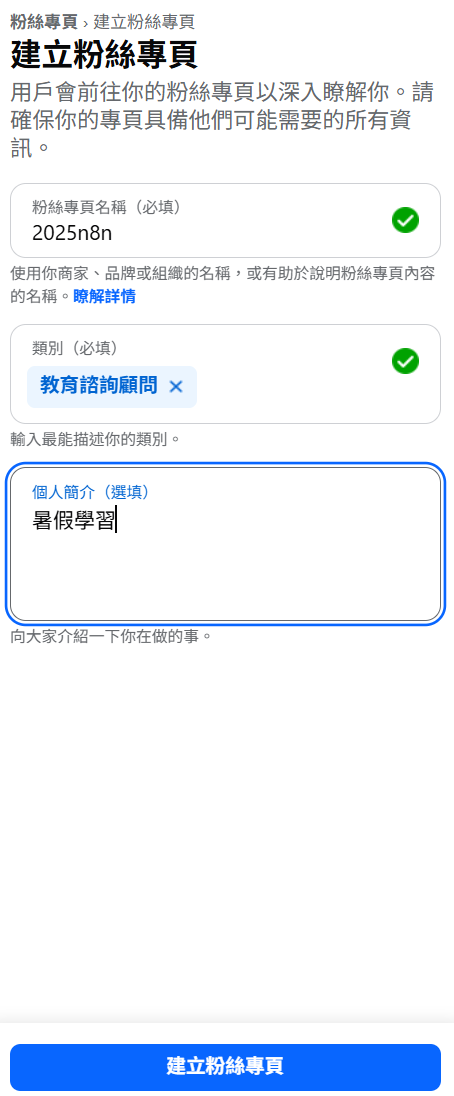 粉絲專頁 › 建立粉絲專頁
建立粉絲專頁
用戶會前往你的粉絲專頁以深入瞭解你。請
確保你的專頁具備他們可能需要的所有資
訊。
粉絲專頁名稱（必填）
2025n8n
使用你商家、品牌或組織的名稱，或有助於說明粉絲專頁內容
的名稱。瞭解詳情
類別（必填）
教育諮詢顧問 ×
輸入最能描述你的類別。
個人簡介（選填）
暑假學習
向大家介紹一下你在做的事。
建立粉絲專頁